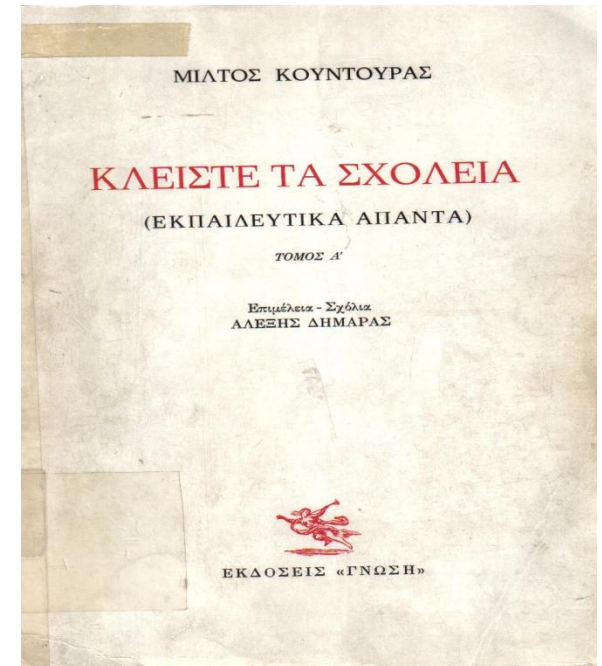 ΜΙΛΤΟΣ ΚΟΥΝΤΟΥΡΑΣ
ΚΛΕΙΣΤΕ ΤΑ ΣΧΟΛΕΙΑ
(ΕΚΠΑΙΔΕΥΤΙΚΑ ΑΠΑΝΤΑ)
ΤΟΜΟΣ Α'
Επιμέλεια - Σχόλια
ΑΛΕΞΗΣ ΔΗΜΑΡΑΣ
ΕΚΔΟΣΕΙΣ «ΓΝΩΣΗ»